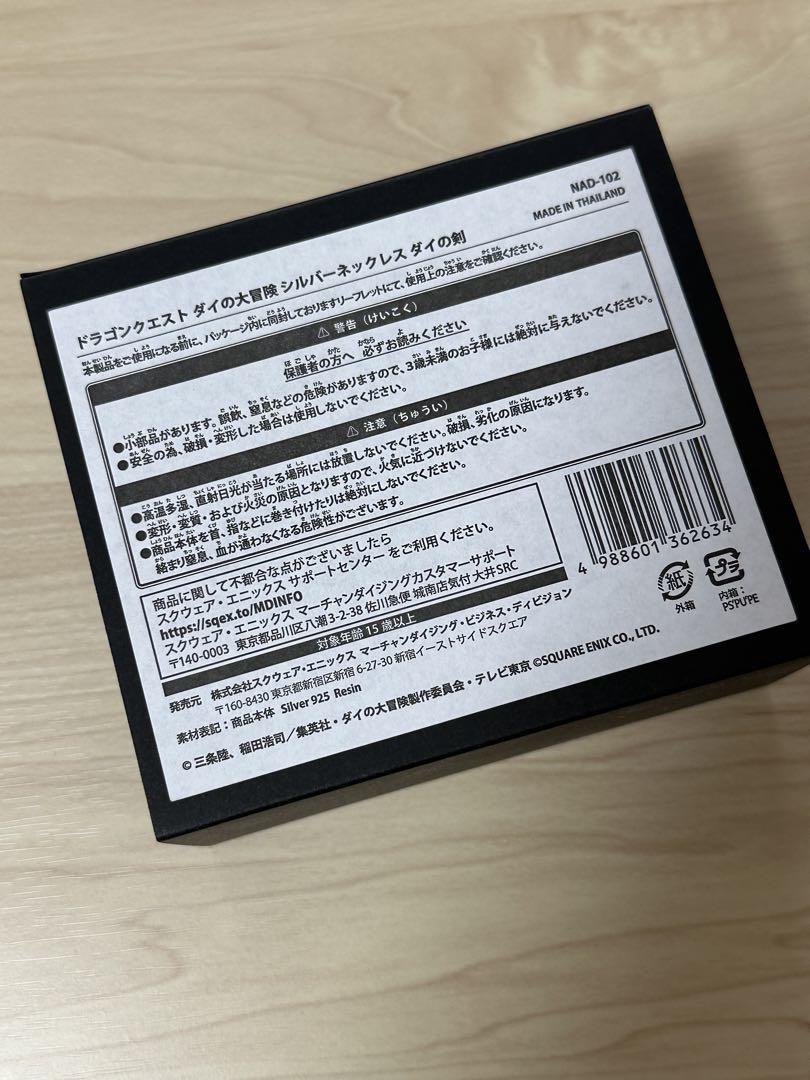 NAD-102
MADE IN THAILAND
ドラゴンクエスト ダイの大冒険 シルバーネックレス ダイの剣
本製品をご使用になる前に、パッケージ内に同封しておりますリーフレットにて、使用上の注意をご確認ください。
⚠ 警告（けいこく）
保護者の方へ 必ずお読みください
●小部品があります。誤飲、窒息などの危険がありますので、3歳未満のお子様には絶対に与えないでください。
●安全の為、破損・変形した場合は使用しないでください。
⚠ 注意（ちゅうい）
●高温多湿、直射日光が当たる場所には放置しないでください。破損、劣化の原因になります。
●変形・変質・および火災の原因となりますので、火気に近づけないでください。
●商品本体を首、指などに巻き付けたりは絶対にしないでください。
絡まり窒息、血が通わなくなる危険性がございます。
商品に関して不都合な点がございましたら
スクウェア・エニックス サポートセンター をご利用ください。
https://sqex.to/MDINFO
スクウェア・エニックス マーチャンダイジングカスタマーサポート
〒140-0003 東京都品川区八潮3-2-38 佐川急便 城南店気付 大井SRC
4 988601 362634
紙
外箱
プラ
内箱・
PS'PU'PE
対象年齢 15 歳以上
発売元 株式会社スクウェア・エニックス マーチャンダイジング・ビジネス・ディビジョン
〒160-8430 東京都新宿区新宿 6-27-30 新宿イーストサイドスクエア
素材表記：商品本体 Silver 925 Resin
© 三条陸、稲田浩司／集英社・ダイの大冒険製作委員会・テレビ東京 ©SQUARE ENIX CO., LTD.